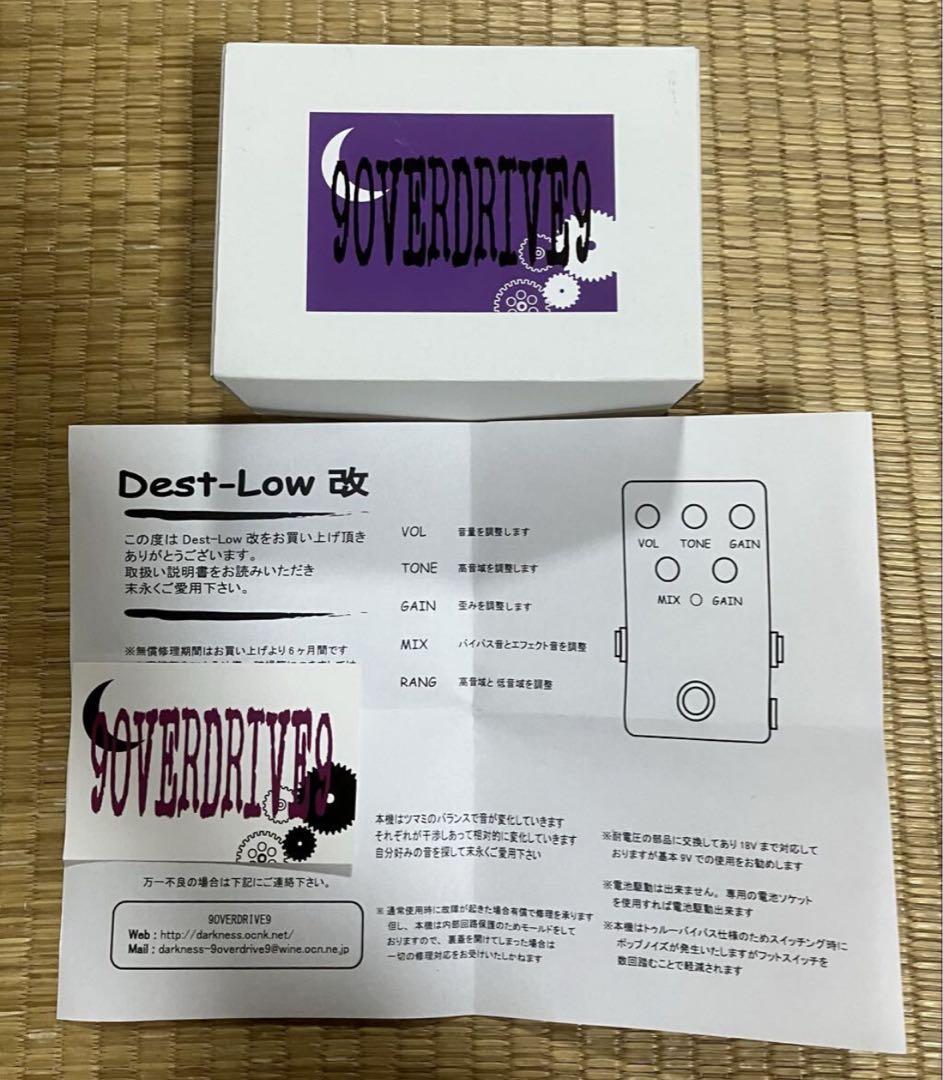 9OVERDRIVE9
Dest-Low 改
この度は Dest-Low 改をお買い上げ頂き
ありがとうございます。
取扱い説明書をお読みいただき
末永くご愛用下さい。
※無償修理期間はお買い上げより6ヶ月間です
9OVERDRIVE9
万一不良の場合は下記にご連絡下さい。
9OVERDRIVE9
Web : http://darkness.ocnk.net/
Mail : darkness-9overdrive9@wine.ocn.ne.jp
VOL 音量を調整します
TONE 高音域を調整します
GAIN 歪みを調整します
MIX バイパス音とエフェクト音を調整
RANG 高音域と低音域を調整
本機はツマミのバランスで音が変化していきます
それぞれが干渉しあって相対的に変化していきます
自分好みの音を探して末永くご愛用下さい
※通常使用時に故障が起きた場合有償で修理を承ります
但し、本機は内部回路保護のためモールドをして
おりますので、裏蓋を開けてしまった場合は
一切の修理対応をお受けいたしかねます
VOL TONE GAIN
MIX GAIN
※耐電圧の部品に交換してあり18Vまで対応して
おりますが基本9Vでの使用をお勧めします
※電池駆動は出来ません。専用の電池ソケット
を使用すれば電池駆動出来ます
※本機はトゥルーバイパス仕様のためスイッチング時に
ポップノイズが発生いたしますがフットスイッチを
数回踏むことで軽減されます